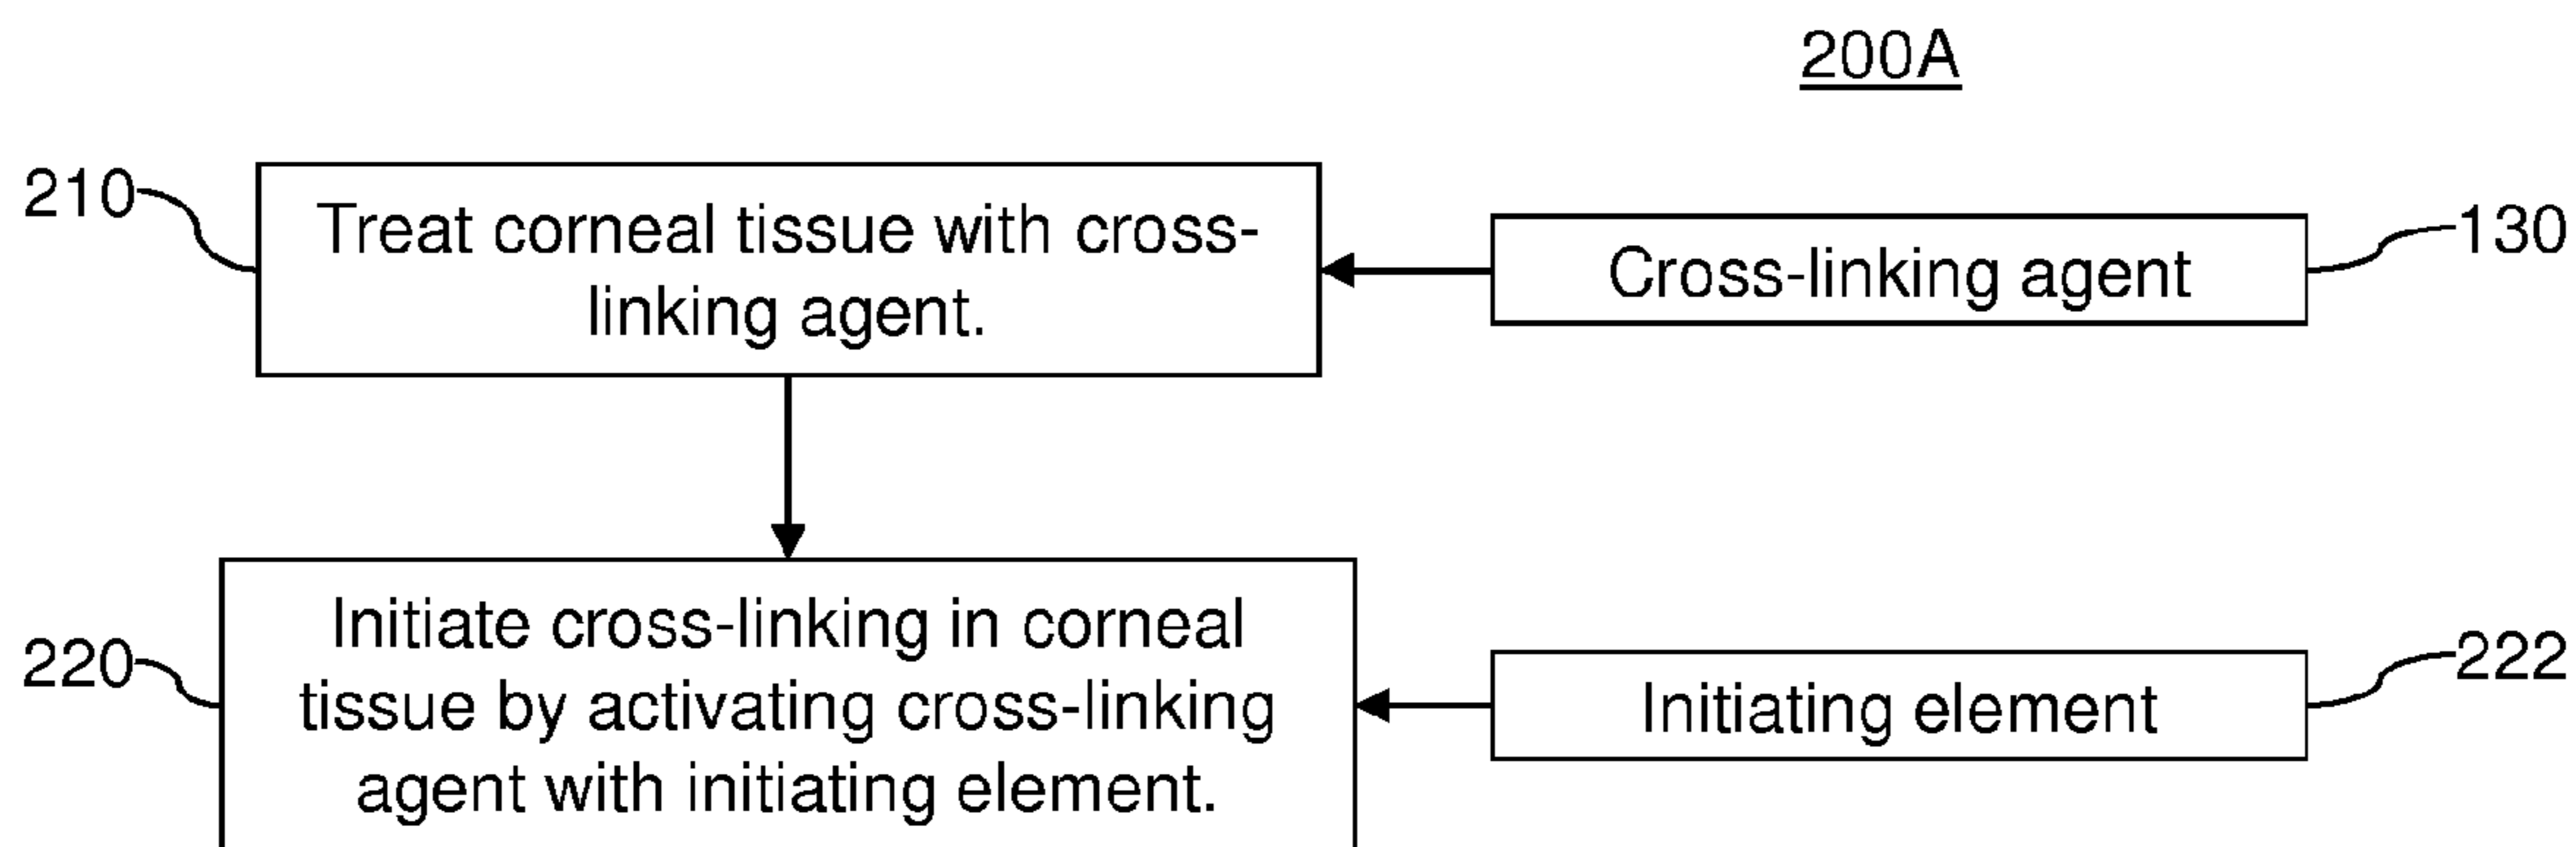 200A
210
Treat corneal tissue with cross-
linking agent.
Cross-linking agent
130
220
Initiate cross-linking in corneal
tissue by activating cross-linking
agent with initiating element.
Initiating element
222